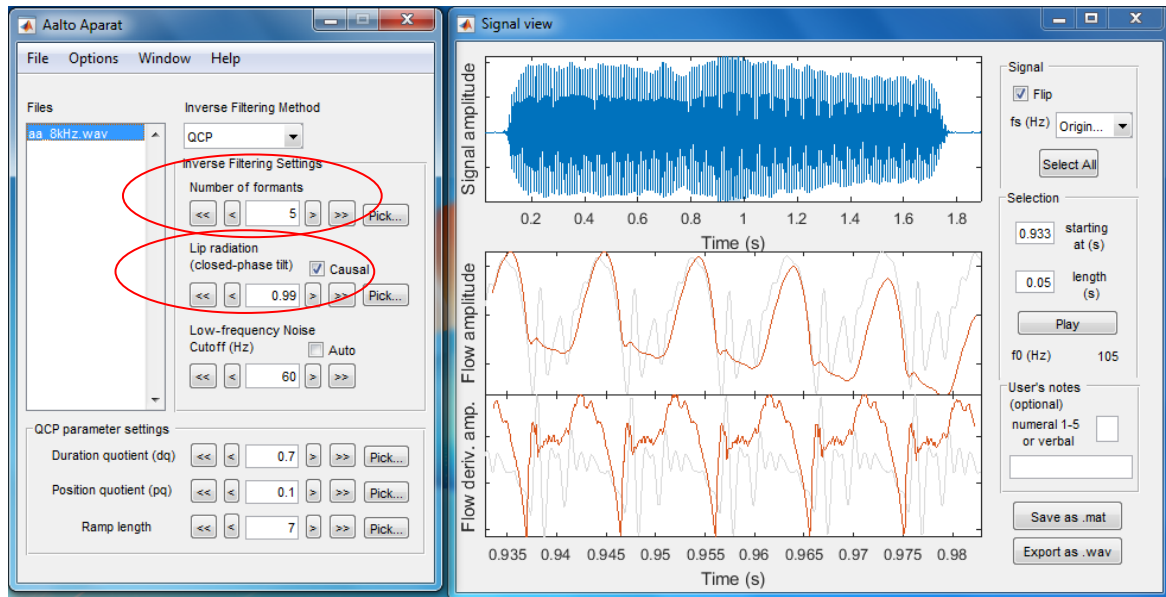 Aalto Aparat
File Options Window Help
Files
aa_8kHz.wav
Inverse Filtering Method
QCP
Inverse Filtering Settings
Number of formants
<< < 5 > >> Pick...
Lip radiation
(closed-phase tilt) Causal
<< < 0.99 > >> Pick...
Low-frequency Noise
Cutoff (Hz) Auto
<< < 60 > >>
QCP parameter settings
Duration quotient (dq) << < 0.7 > >> Pick...
Position quotient (pq) << < 0.1 > >> Pick...
Ramp length << < 7 > >> Pick...
Signal view
Signal amplitude
0.2 0.4 0.6 0.8 1 1.2 1.4 1.6 1.8
Time (s)
Flow amplitude
Flow deriv. amp.
0.935 0.94 0.945 0.95 0.955 0.96 0.965 0.97 0.975 0.98
Time (s)
Signal
Flip
fs (Hz) Origin...
Select All
Selection
0.933 starting
at (s)
0.05 length
(s)
Play
f0 (Hz) 105
User's notes
(optional)
numeral 1-5
or verbal
Save as .mat
Export as .wav